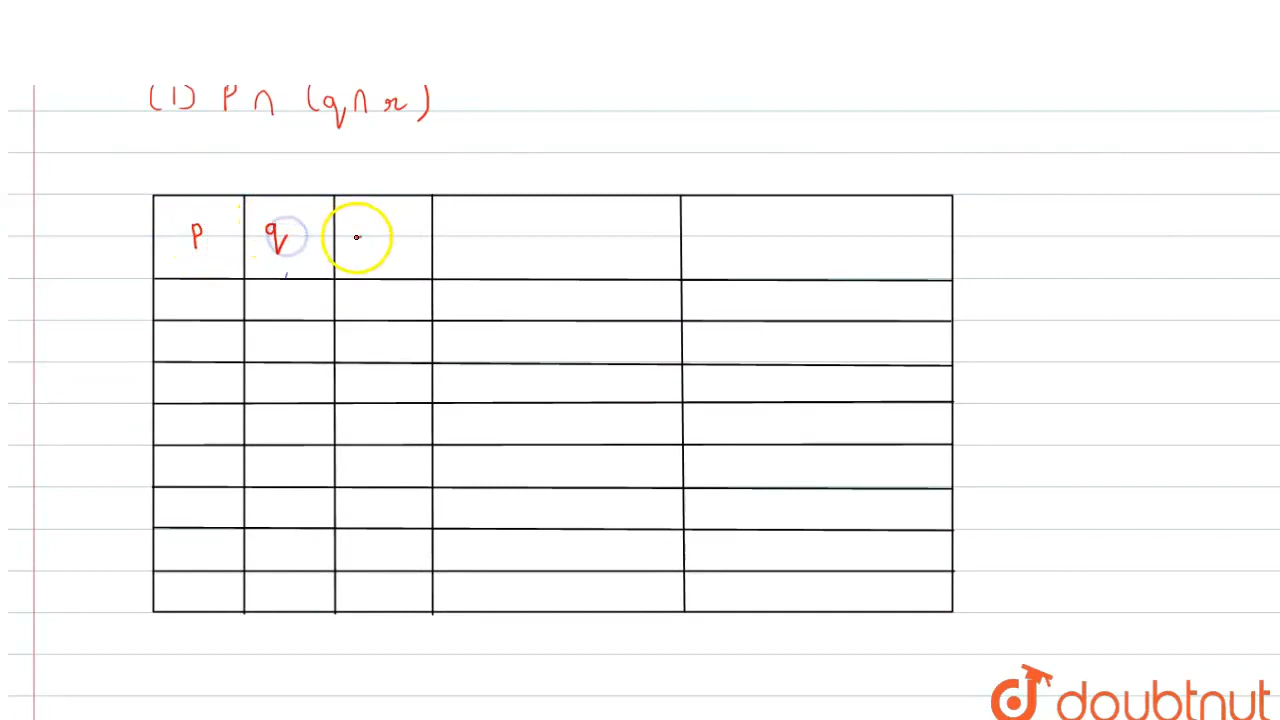 (1) p ∩ (q ∩ r)
p q
doubtnut